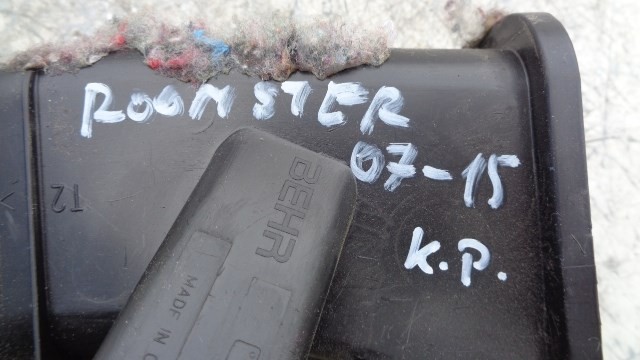 ROOMSTER
07-15
K.P.
BEHR
MADE IN
T2